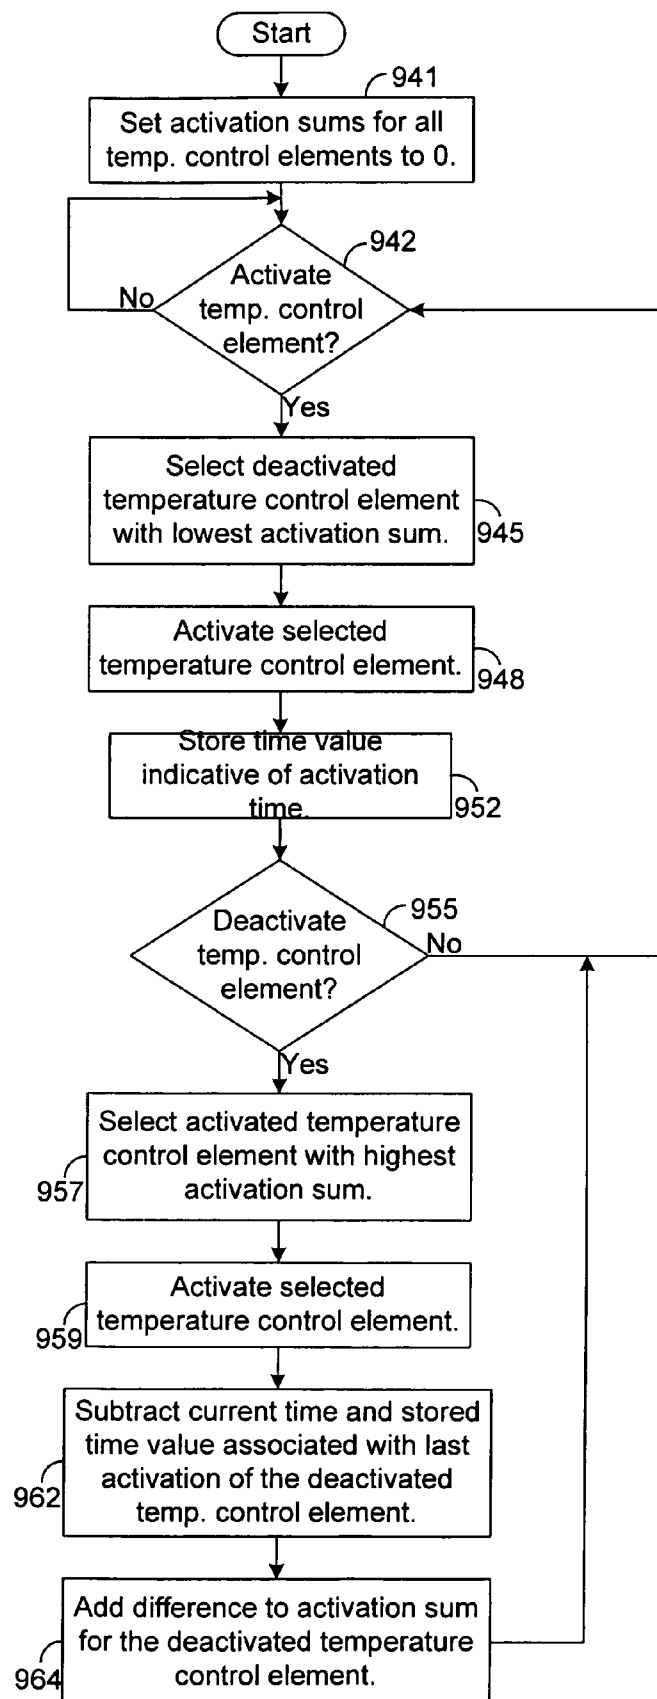 Start
941
Set activation sums for all
temp. control elements to 0.
942
Activate
temp. control
element?
No
Yes
Select deactivated
temperature control element
with lowest activation sum.
945
Activate selected
temperature control element.
948
Store time value
indicative of activation
time.
952
955
Deactivate
temp. control
element?
No
Yes
Select activated temperature
control element with highest
activation sum.
957
Activate selected
temperature control element.
959
Subtract current time and stored
time value associated with last
activation of the deactivated
temp. control element.
962
Add difference to activation sum
for the deactivated temperature
control element.
964